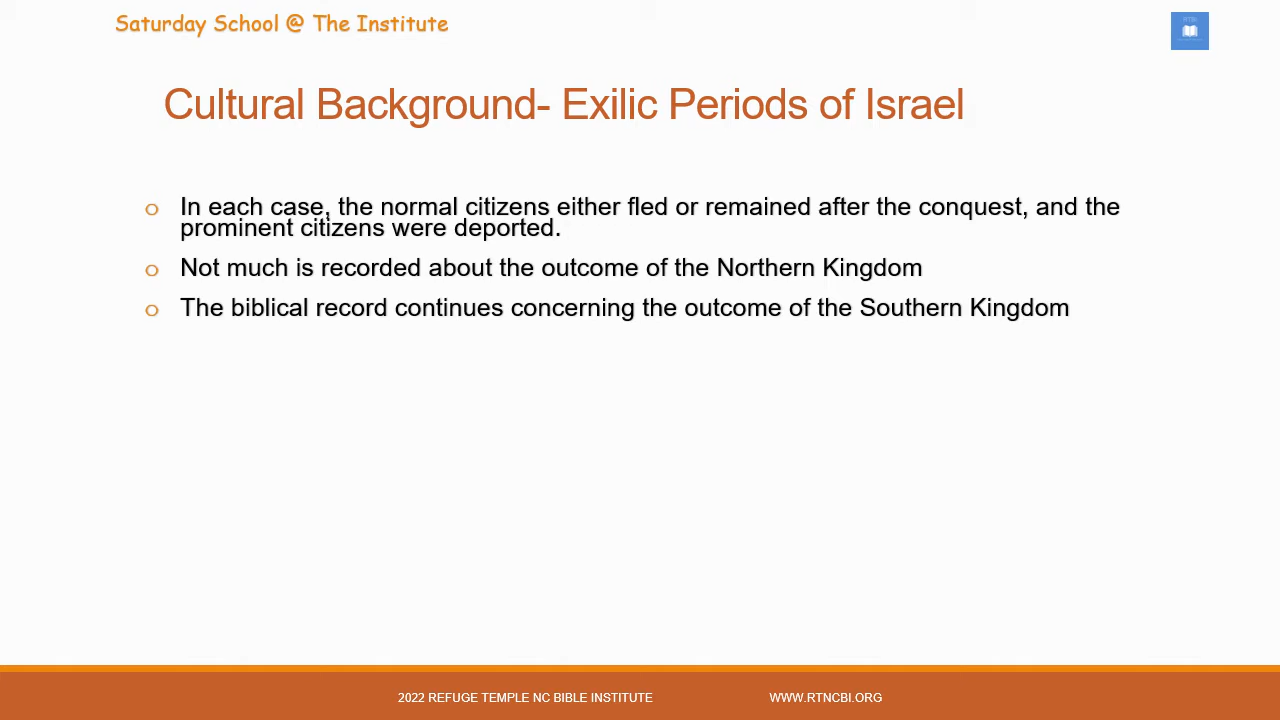 Saturday School @ The Institute
RTBI
Cultural Background- Exilic Periods of Israel
o In each case, the normal citizens either fled or remained after the conquest, and the
prominent citizens were deported.
o Not much is recorded about the outcome of the Northern Kingdom
o The biblical record continues concerning the outcome of the Southern Kingdom
2022 REFUGE TEMPLE NC BIBLE INSTITUTE WWW.RTNCBI.ORG